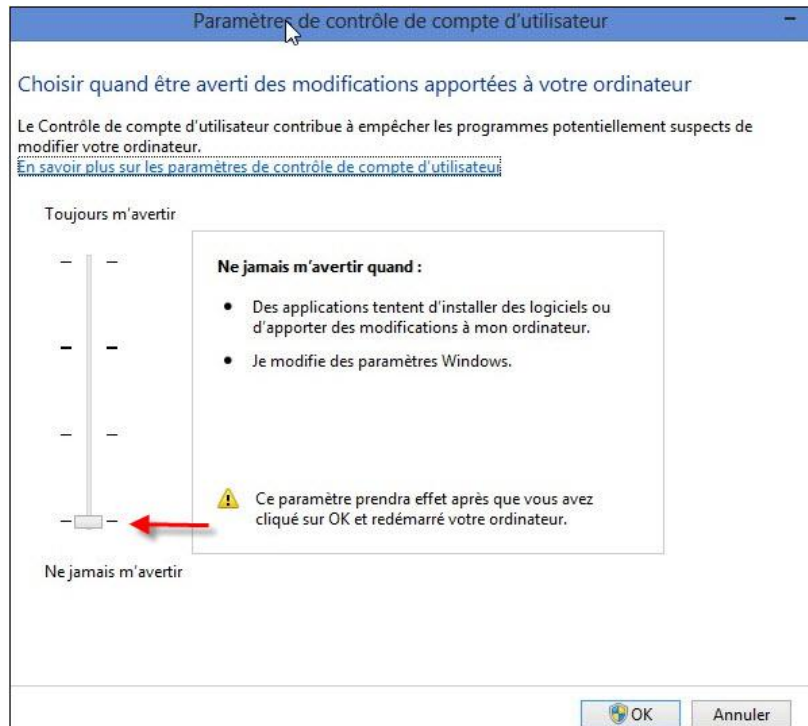 Paramètres de contrôle de compte d'utilisateur
Choisir quand être averti des modifications apportées à votre ordinateur
Le Contrôle de compte d'utilisateur contribue à empêcher les programmes potentiellement suspects de
modifier votre ordinateur.
En savoir plus sur les paramètres de contrôle de compte d'utilisateur
Toujours m'avertir
Ne jamais m'avertir quand :
• Des applications tentent d'installer des logiciels ou
d'apporter des modifications à mon ordinateur.
• Je modifie des paramètres Windows.
Ce paramètre prendra effet après que vous avez
cliqué sur OK et redémarré votre ordinateur.
Ne jamais m'avertir
OK
Annuler